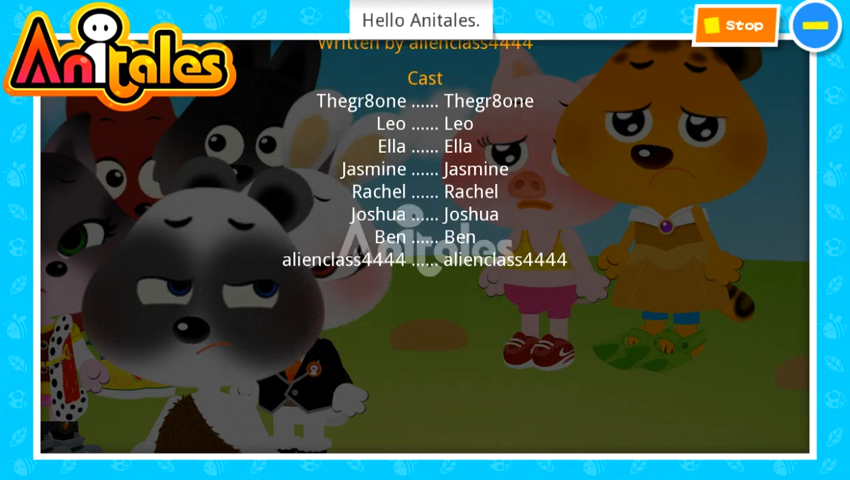 Hello Anitales.
Stop
Anitales
Written by alienclass4444
Cast
Thegr8one ...... Thegr8one
Leo ...... Leo
Ella ...... Ella
Jasmine ...... Jasmine
Rachel ...... Rachel
Joshua ...... Joshua
Ben ...... Ben
alienclass4444 ...... alienclass4444
Anitales